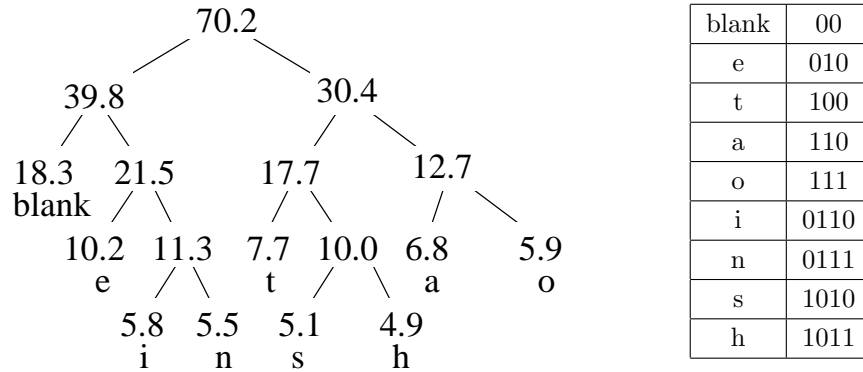 70.2
39.8 30.4
18.3 21.5 17.7 12.7
blank
10.2 11.3 7.7 10.0 6.8 5.9
e t a o
5.8 5.5 5.1 4.9
i n s h
blank 00
e 010
t 100
a 110
o 111
i 0110
n 0111
s 1010
h 1011